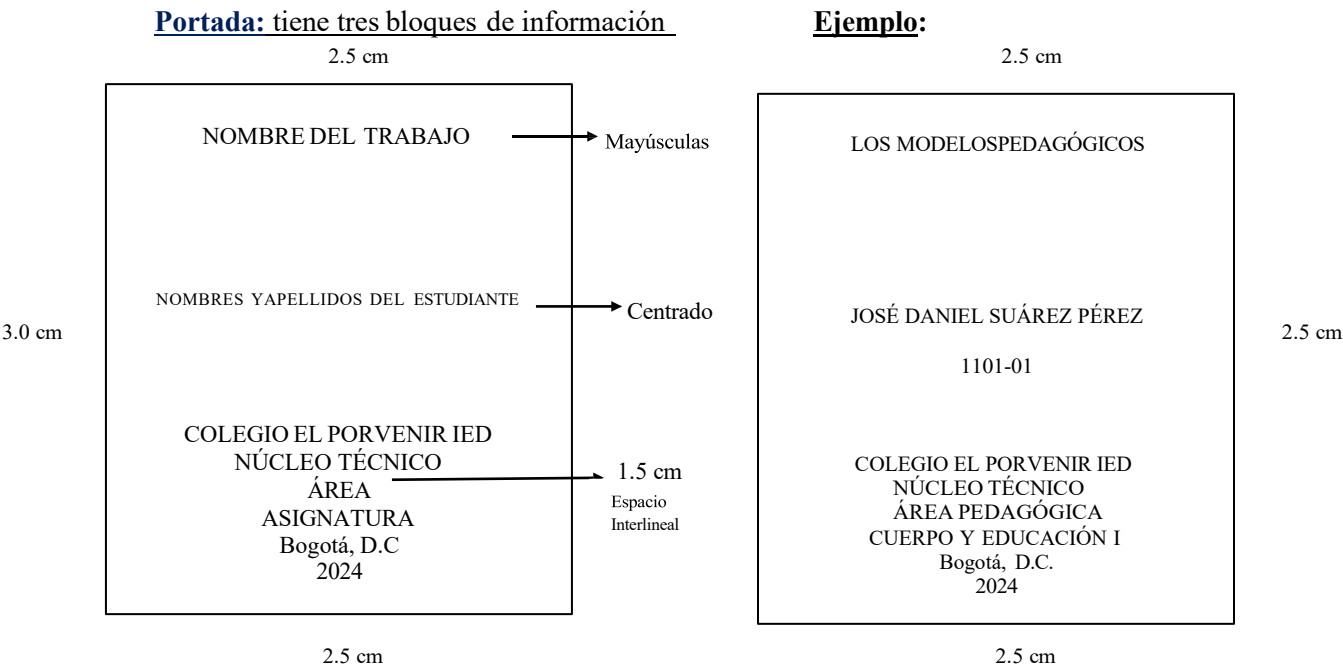 Portada: tiene tres bloques de información
2.5 cm
NOMBRE DEL TRABAJO
Mayúsculas
NOMBRES YAPELLIDOS DEL ESTUDIANTE
Centrado
3.0 cm
COLEGIO EL PORVENIR IED
NÚCLEO TÉCNICO
ÁREA
ASIGNATURA
Bogotá, D.C
2024
1.5 cm
Espacio
Interlineal
2.5 cm
Ejemplo:
2.5 cm
LOS MODELOSPEDAGÓGICOS
JOSÉ DANIEL SUÁREZ PÉREZ
1101-01
2.5 cm
COLEGIO EL PORVENIR IED
NÚCLEO TÉCNICO
ÁREA PEDAGÓGICA
CUERPO Y EDUCACIÓN I
Bogotá, D.C.
2024
2.5 cm